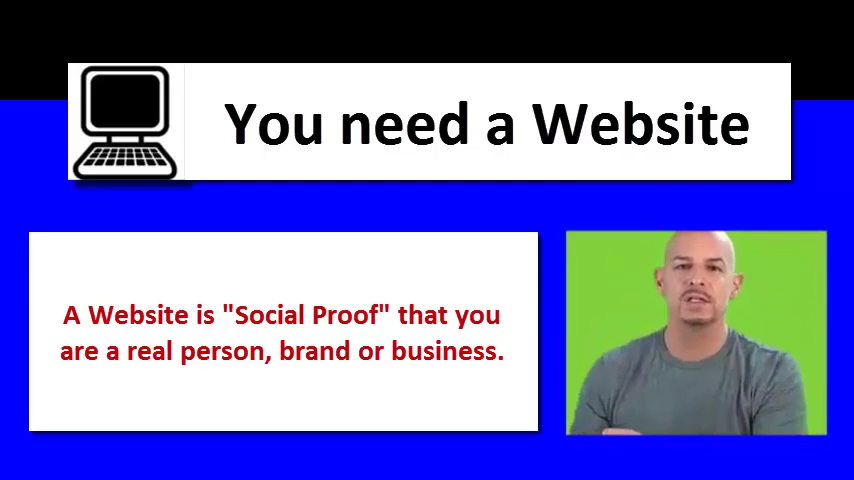 You need a Website
A Website is "Social Proof" that you
are a real person, brand or business.